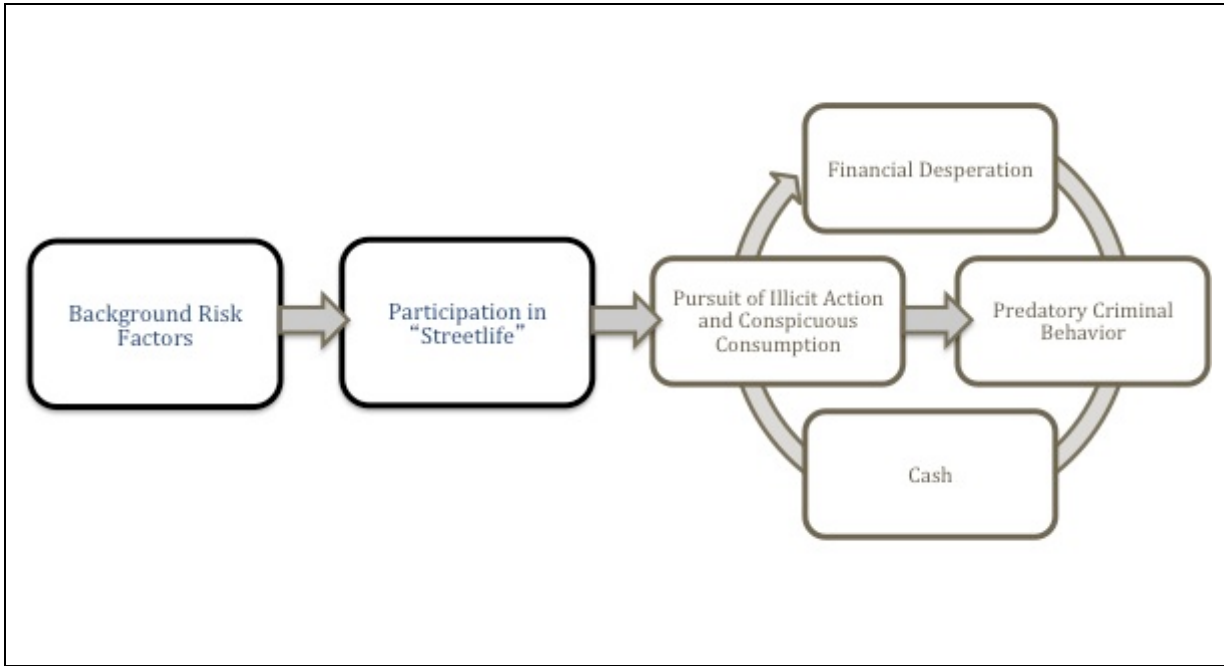 Background Risk
Factors
Participation in
“Streetlife”
Pursuit of Illicit Action
and Conspicuous
Consumption
Financial Desperation
Predatory Criminal
Behavior
Cash